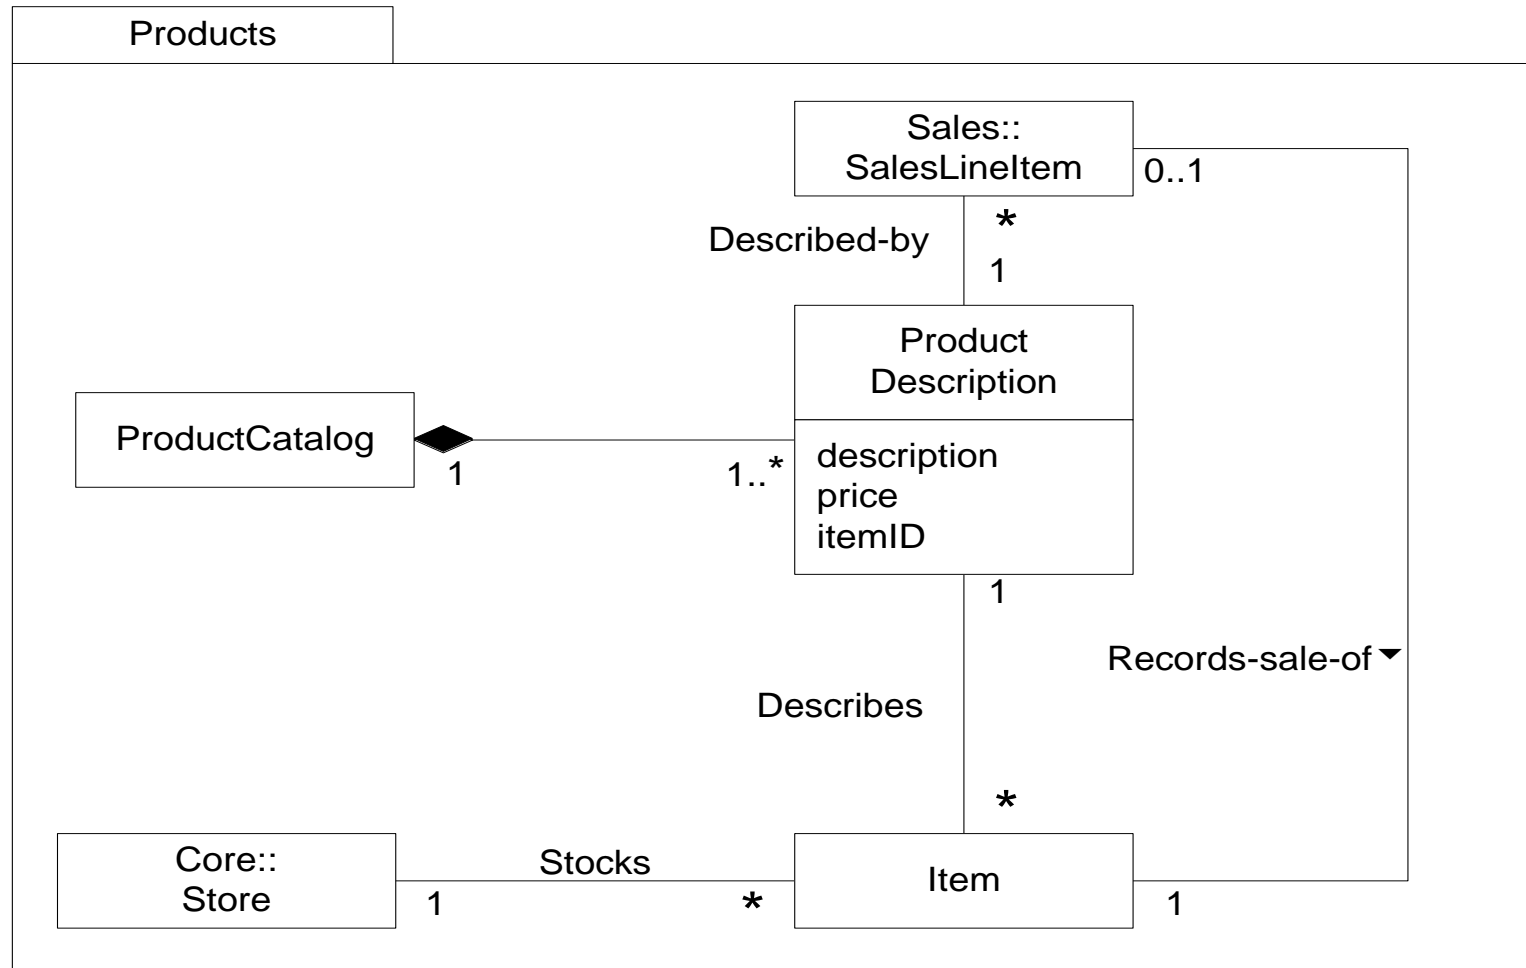 Products
Sales::
SalesLineItem
0..1
*
Described-by
1
Product
Description
ProductCatalog
1
1..*
description
price
itemID
1
Records-sale-of
Describes
*
Core::
Store
Stocks
1
*
Item
1